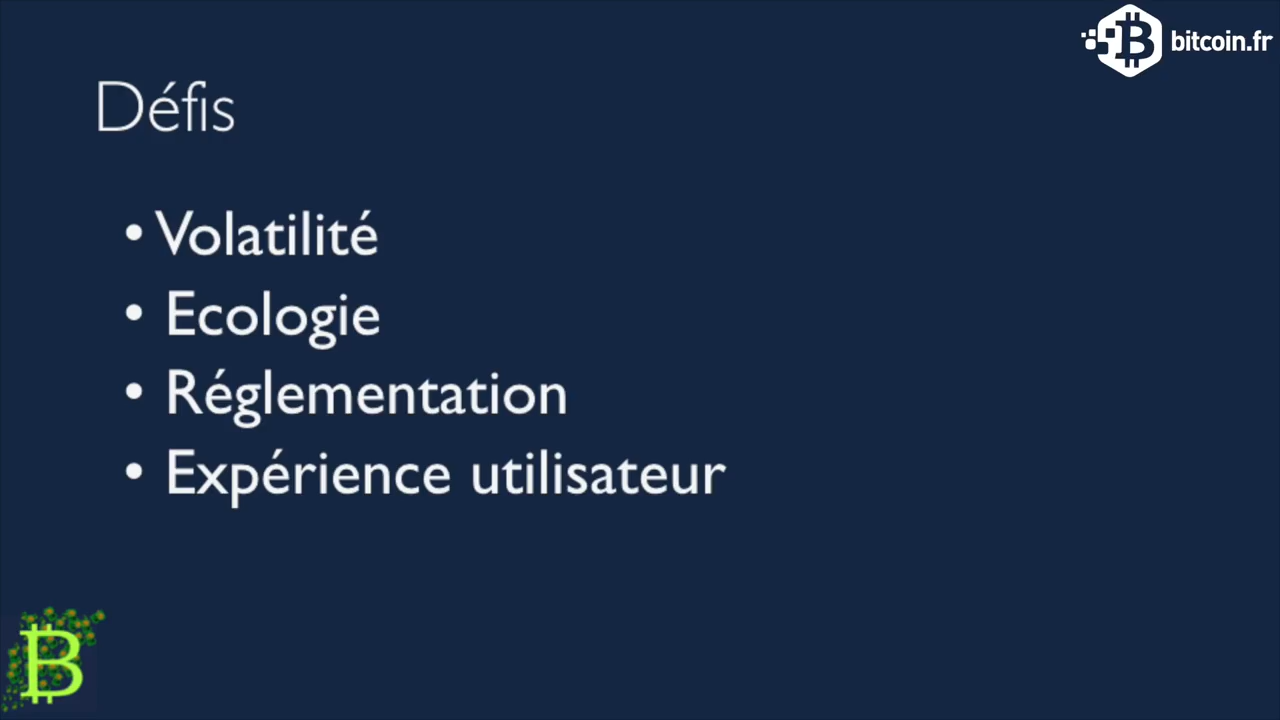 bitcoin.fr
Défis
• Volatilité
• Ecologie
• Réglementation
• Expérience utilisateur